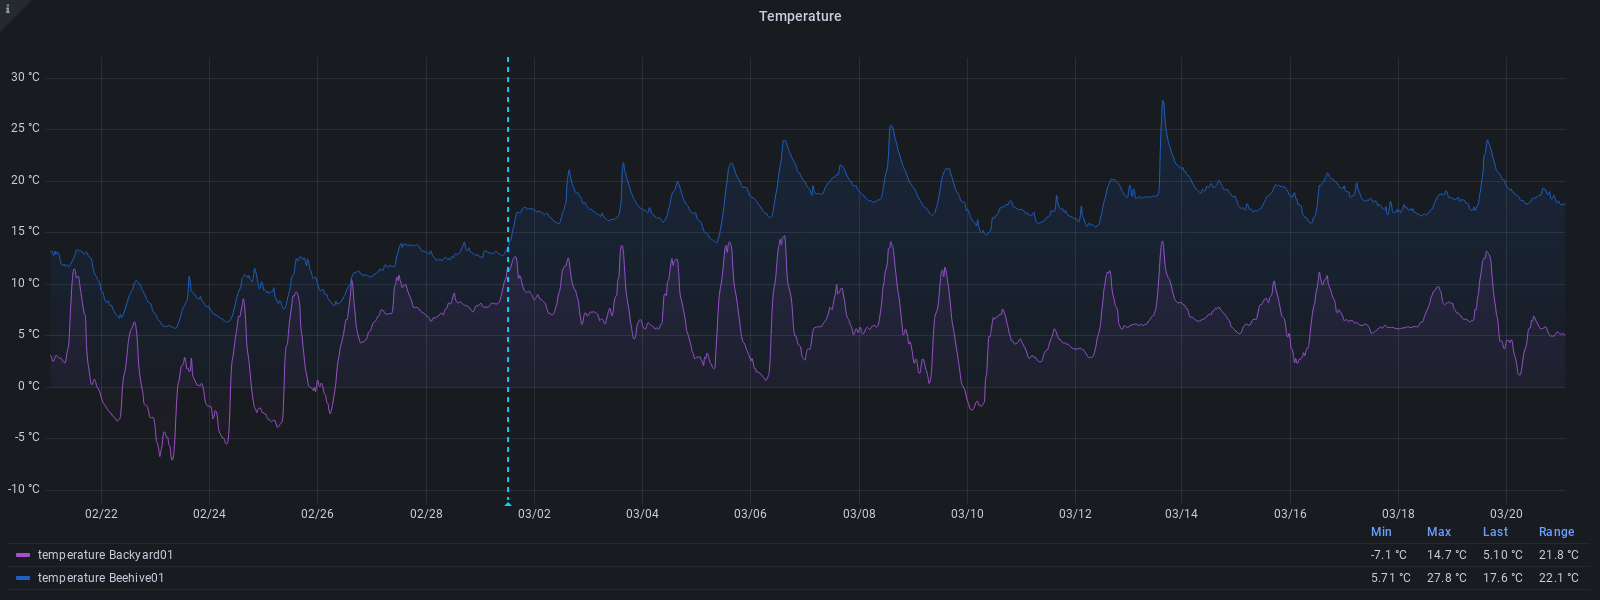 i
Temperature
30 °C
25 °C
20 °C
15 °C
10 °C
5 °C
0 °C
-5 °C
-10 °C
02/22 02/24 02/26 02/28 03/02 03/04 03/06 03/08 03/10 03/12 03/14 03/16 03/18 03/20
Min Max Last Range
temperature Backyard01 -7.1 °C 14.7 °C 5.10 °C 21.8 °C
temperature Beehive01 5.71 °C 27.8 °C 17.6 °C 22.1 °C